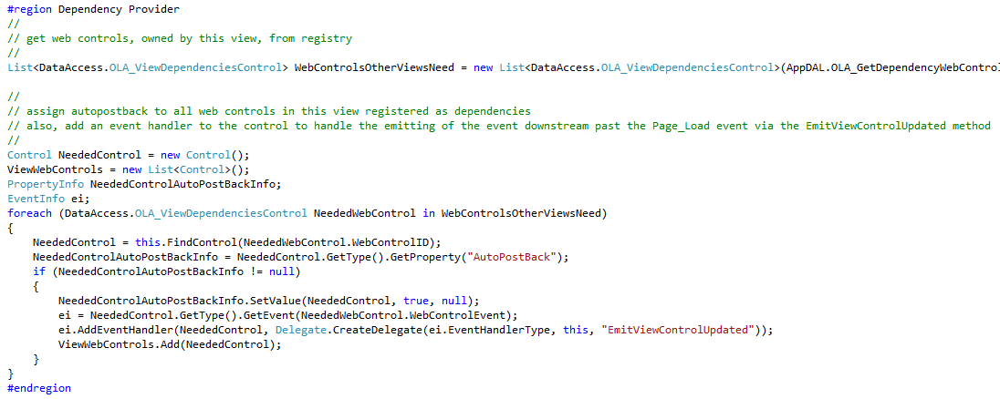 #region Dependency Provider
//
// get web controls, owned by this view, from registry
//
List<DataAccess.OLA_ViewDependenciesControl> WebControlsOtherViewsNeed = new List<DataAccess.OLA_ViewDependenciesControl>(AppDAL.OLA_GetDependencyWebControl
//
// assign autopostback to all web controls in this view registered as dependencies
// also, add an event handler to the control to handle the emitting of the event downstream past the Page_Load event via the EmitViewControlUpdated method
//
Control NeededControl = new Control();
ViewWebControls = new List<Control>();
PropertyInfo NeededControlAutoPostBackInfo;
EventInfo ei;
foreach (DataAccess.OLA_ViewDependenciesControl NeededWebControl in WebControlsOtherViewsNeed)
{
    NeededControl = this.FindControl(NeededWebControl.WebControlID);
    NeededControlAutoPostBackInfo = NeededControl.GetType().GetProperty("AutoPostBack");
    if (NeededControlAutoPostBackInfo != null)
    {
        NeededControlAutoPostBackInfo.SetValue(NeededControl, true, null);
        ei = NeededControl.GetType().GetEvent(NeededWebControl.WebControlEvent);
        ei.AddEventHandler(NeededControl, Delegate.CreateDelegate(ei.EventHandlerType, this, "EmitViewControlUpdated"));
        ViewWebControls.Add(NeededControl);
    }
}
#endregion